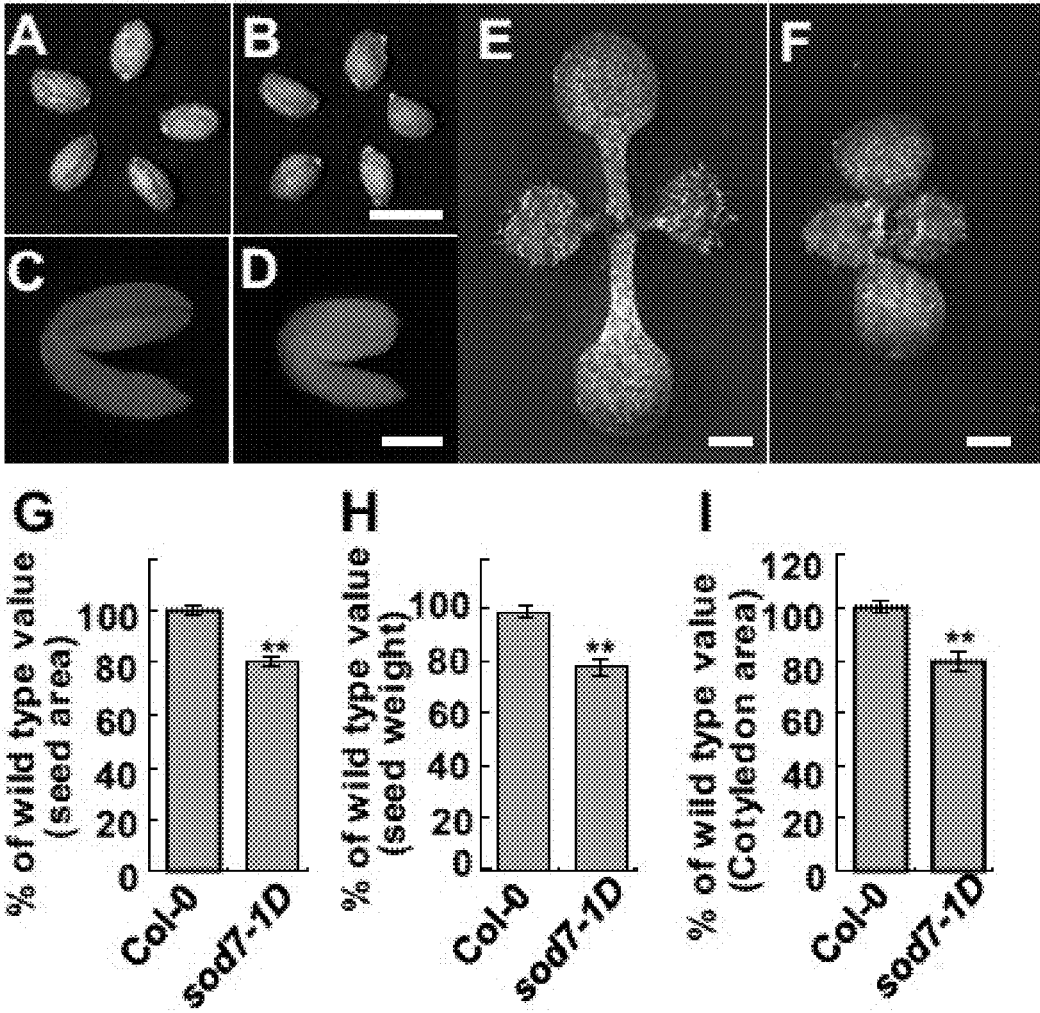 A
B
E
F
C
D
G
% of wild type value
(seed area)
100
80
60
40
20
0
**
Col-0
sod7-1D
H
% of wild type value
(seed weight)
100
80
60
40
20
0
**
Col-0
sod7-1D
I
% of wild type value
(Cotyledon area)
120
100
80
60
40
20
0
**
Col-0
sod7-1D